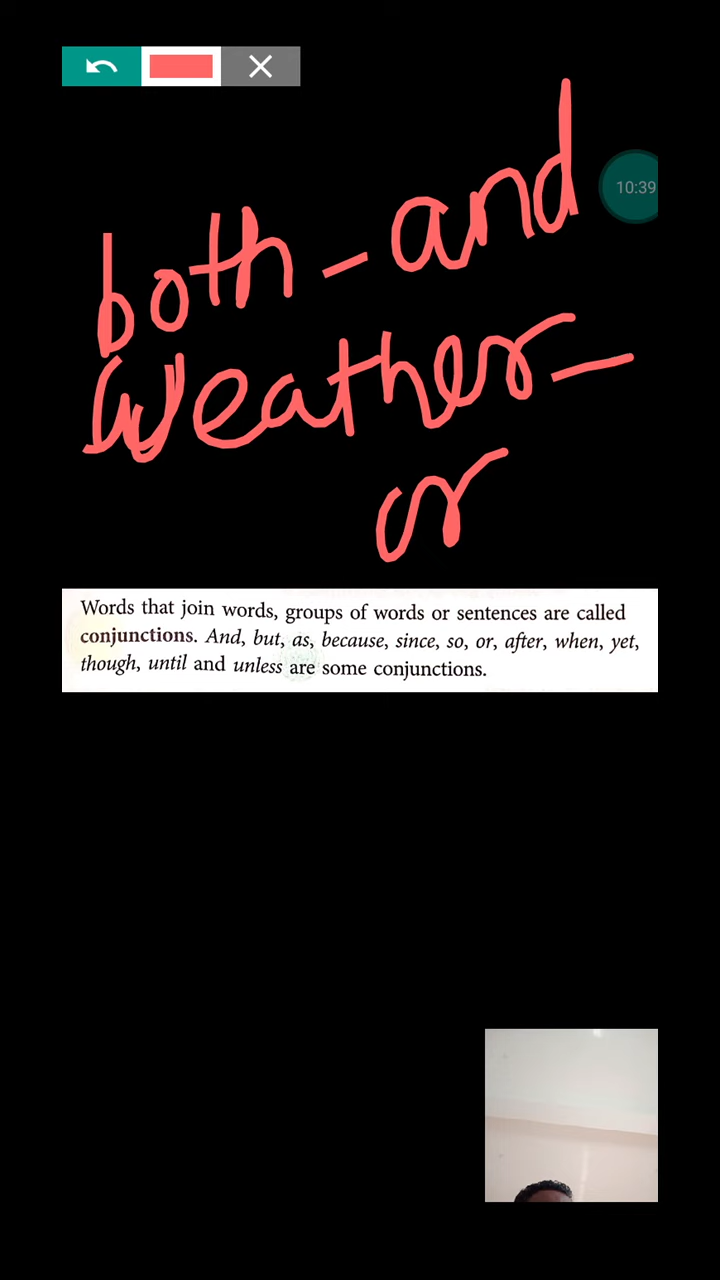 10:39
both - and
Weather -
or
Words that join words, groups of words or sentences are called
conjunctions. And, but, as, because, since, so, or, after, when, yet,
though, until and unless are some conjunctions.